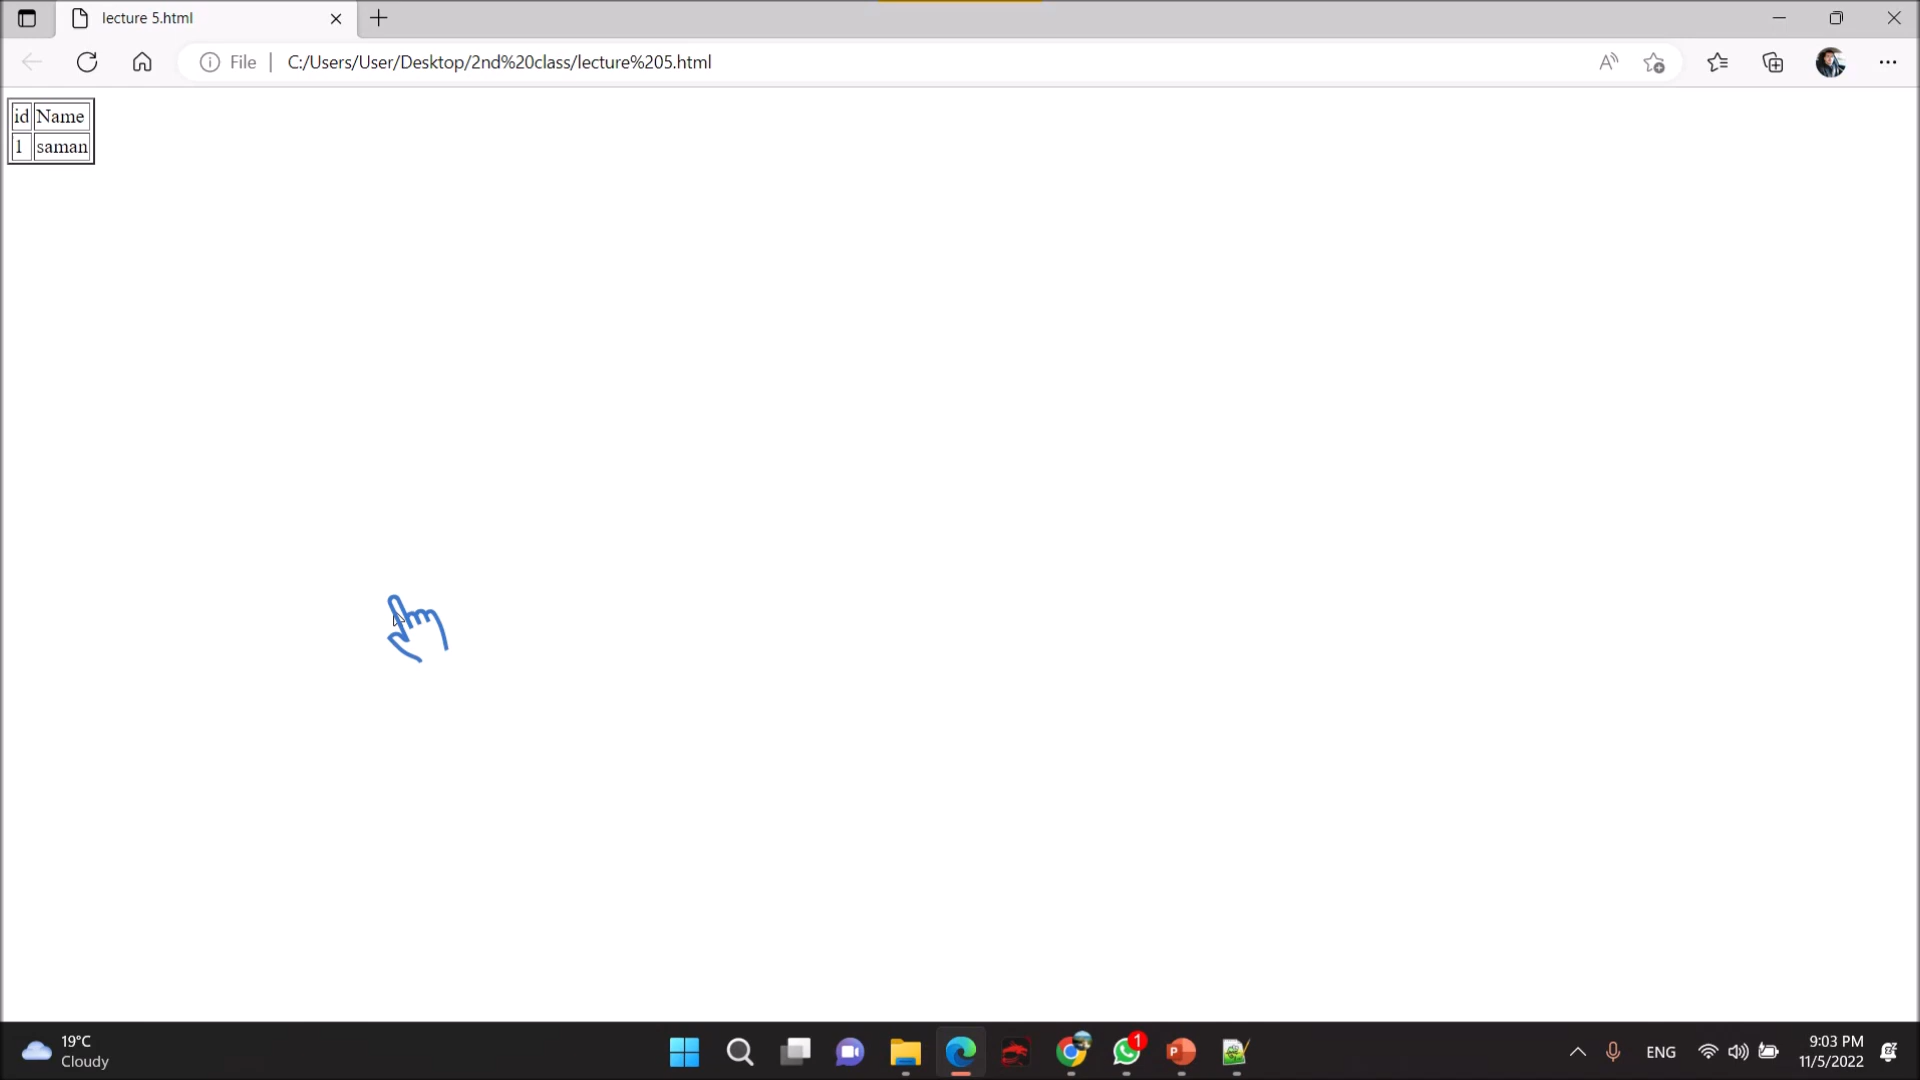 lecture 5.html
File
C:/Users/User/Desktop/2nd%20class/lecture%205.html
id Name
1 saman
19°C
Cloudy
1
ENG
9:03 PM
11/5/2022